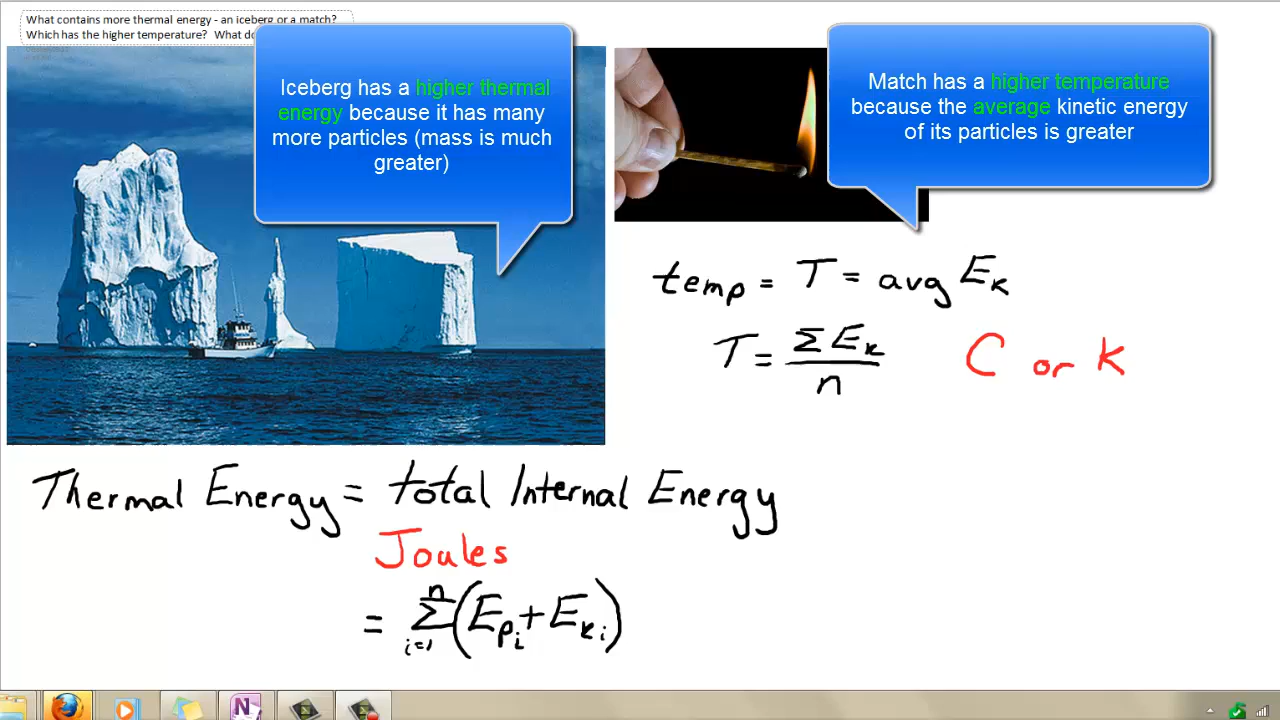 What contains more thermal energy - an iceberg or a match?
Which has the higher temperature? What do
Iceberg has a higher thermal
energy because it has many
more particles (mass is much
greater)
Match has a higher temperature
because the average kinetic energy
of its particles is greater
temp = T = avg Ek
T = ΣEk
n
C or K
Thermal Energy = total Internal Energy
Joules
= n
Σ (Epi + Eki)
i=1